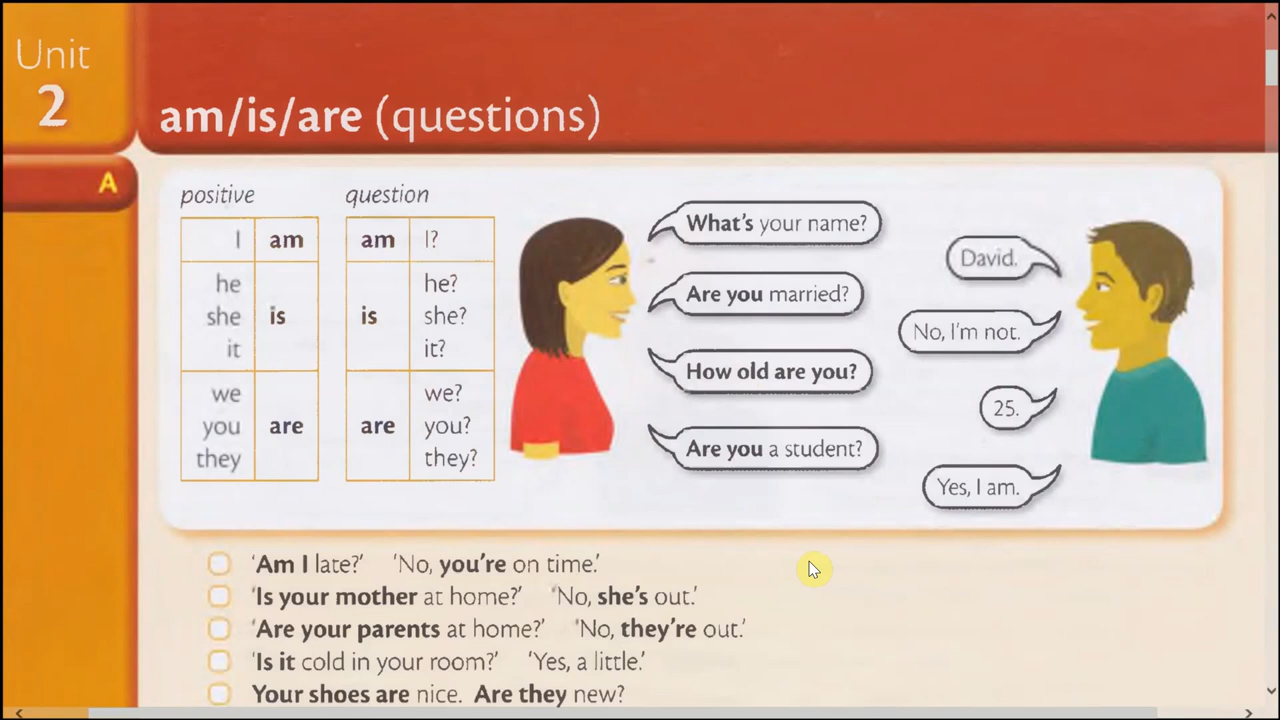 Unit
2
am/is/are (questions)
A
positive question
I am am I?
he he?
she is is she?
it it?
we we?
you are are you?
they they?
What's your name?
David.
Are you married?
No, I'm not.
How old are you?
25.
Are you a student?
Yes, I am.
'Am I late?' 'No, you're on time.'
'Is your mother at home?' 'No, she's out.'
'Are your parents at home?' 'No, they're out.'
'Is it cold in your room?' 'Yes, a little.'
Your shoes are nice. Are they new?